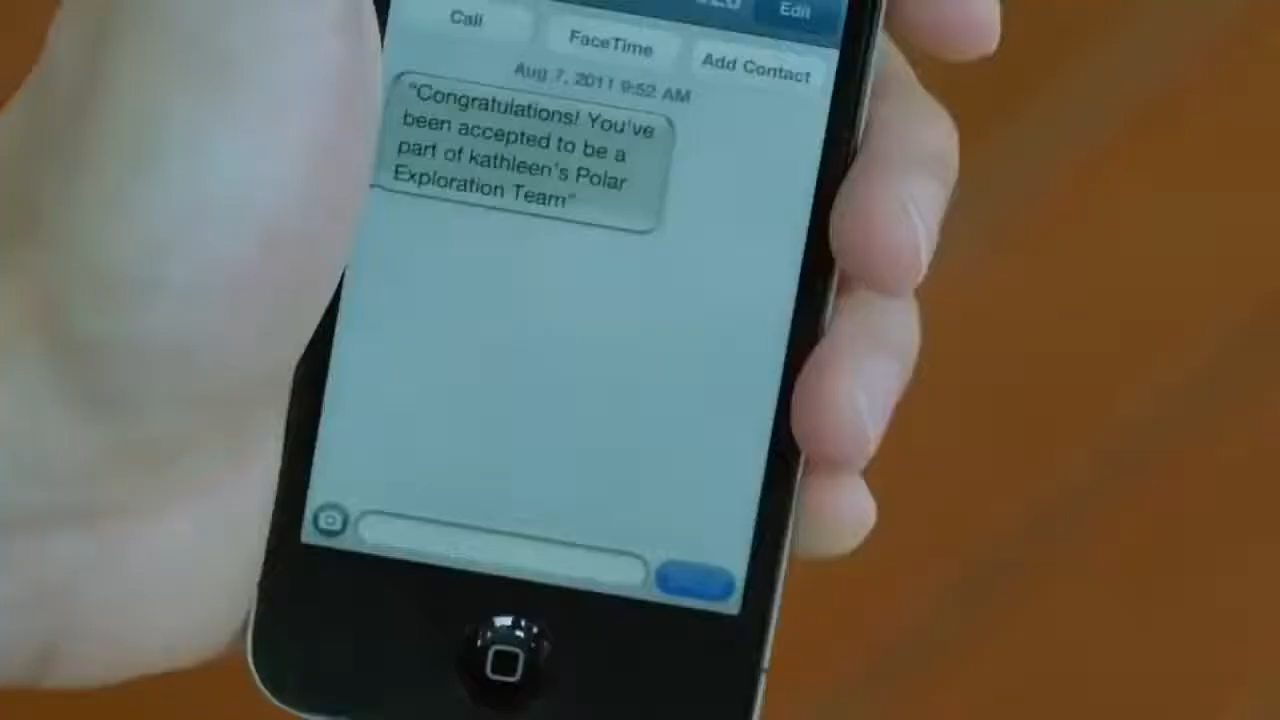 Edit
Call
FaceTime
Add Contact
Aug 7, 2011 9:52 AM
"Congratulations! You've
been accepted to be a
part of kathleen's Polar
Exploration Team"